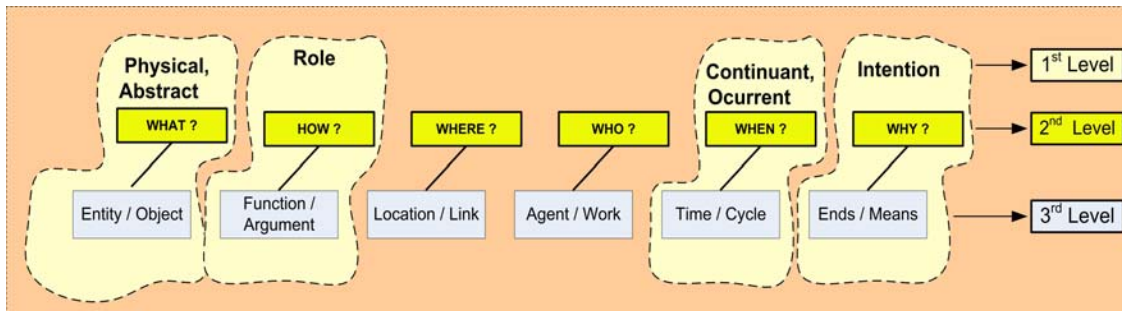 Physical,
Abstract
Role
Continuant,
Ocurrent
Intention
1st Level
WHAT ?
HOW ?
WHERE ?
WHO ?
WHEN ?
WHY ?
2nd Level
Entity / Object
Function /
Argument
Location / Link
Agent / Work
Time / Cycle
Ends / Means
3rd Level